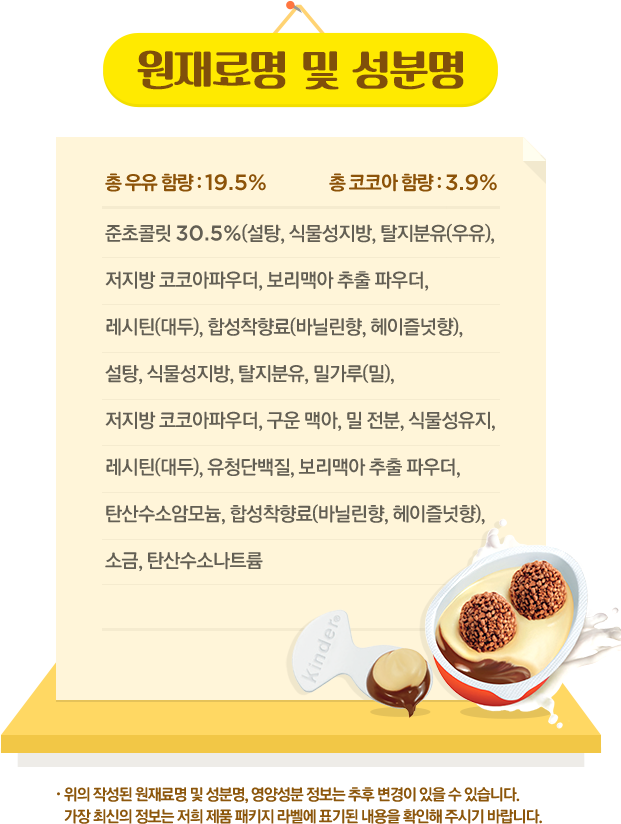 원재료명 및 성분명
총 우유 함량 : 19.5% 총 코코아 함량 : 3.9%
준초콜릿 30.5%(설탕, 식물성지방, 탈지분유(우유),
저지방 코코아파우더, 보리맥아 추출 파우더,
레시틴(대두), 합성착향료(바닐린향, 헤이즐넛향),
설탕, 식물성지방, 탈지분유, 밀가루(밀),
저지방 코코아파우더, 구운 맥아, 밀 전분, 식물성유지,
레시틴(대두), 유청단백질, 보리맥아 추출 파우더,
탄산수소암모늄, 합성착향료(바닐린향, 헤이즐넛향),
소금, 탄산수소나트륨
kinder
· 위의 작성된 원재료명 및 성분명, 영양성분 정보는 추후 변경이 있을 수 있습니다.
가장 최신의 정보는 저희 제품 패키지 라벨에 표기된 내용을 확인해 주시기 바랍니다.